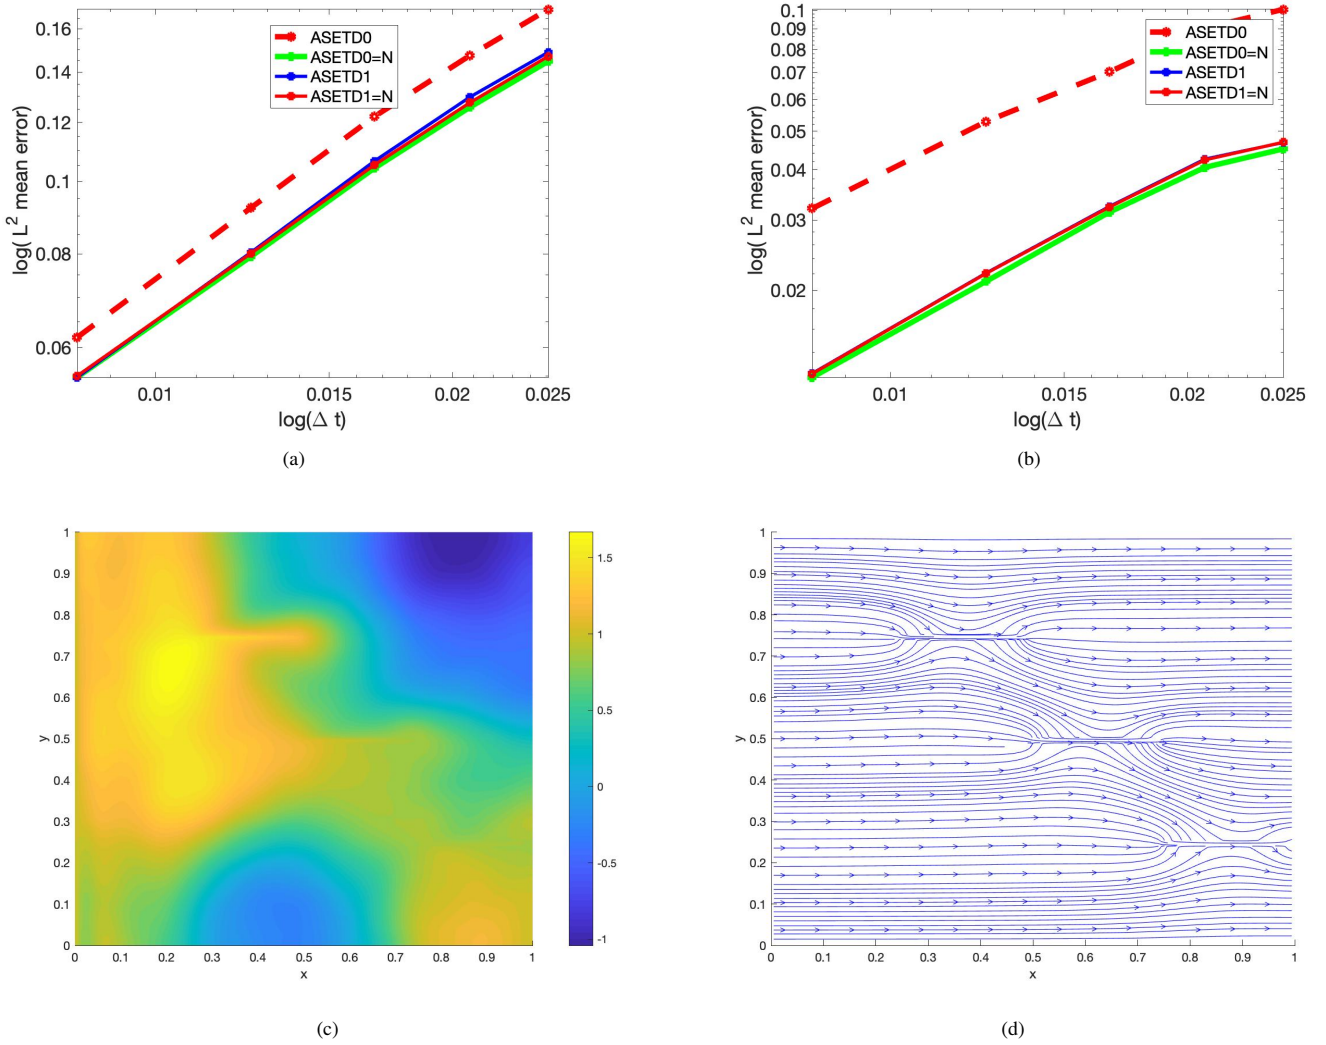 0.16
0.14
0.12
0.1
0.08
0.06
log( L² mean error)
ASETD0
ASETD0=N
ASETD1
ASETD1=N
0.01 0.015 0.02 0.025
log(Δ t)
(a)
0.1
0.09
0.08
0.07
0.06
0.05
0.04
0.03
0.02
log( L² mean error)
ASETD0
ASETD0=N
ASETD1
ASETD1=N
0.01 0.015 0.02 0.025
log(Δ t)
(b)
1
0.9
0.8
0.7
0.6
0.5
0.4
0.3
0.2
0.1
0
y
0 0.1 0.2 0.3 0.4 0.5 0.6 0.7 0.8 0.9 1
x
1.5
1
0.5
0
-0.5
-1
(c)
1
0.9
0.8
0.7
0.6
0.5
0.4
0.3
0.2
0.1
0
y
0 0.1 0.2 0.3 0.4 0.5 0.6 0.7 0.8 0.9 1
x
(d)